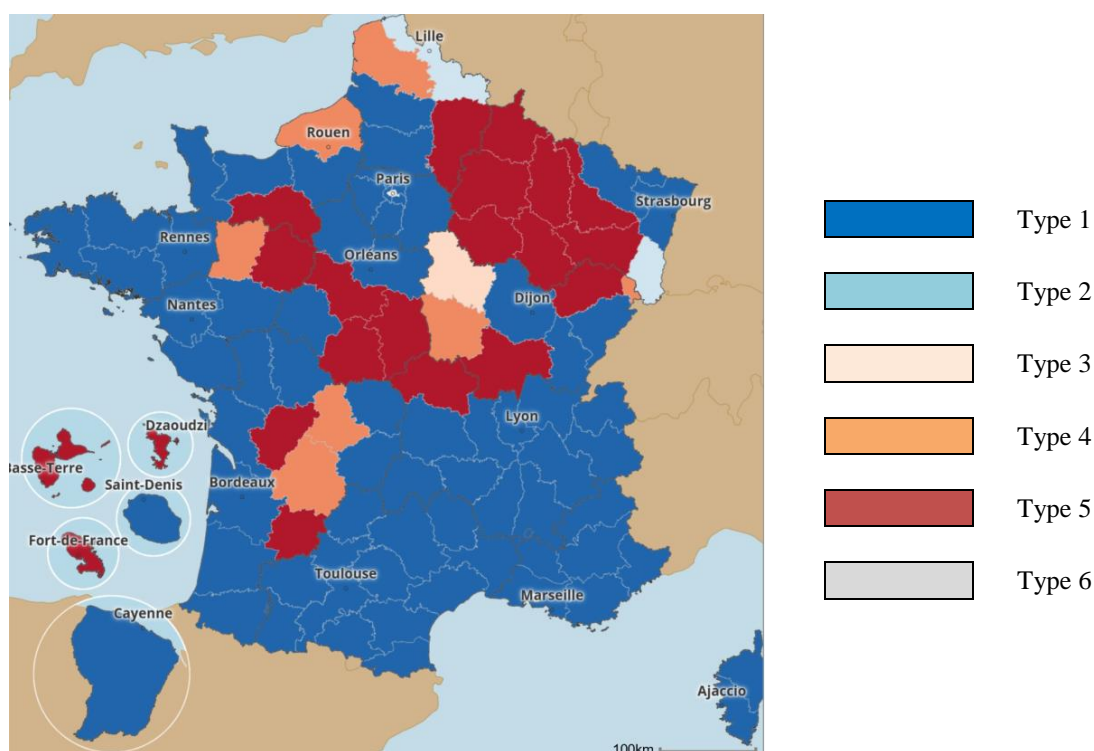 Lille
Rouen
Paris
Strasbourg
Rennes
Orléans
Nantes
Dijon
Lyon
Dzaoudzi
Basse-Terre
Saint-Denis
Bordeaux
Fort-de-France
Toulouse
Marseille
Cayenne
Ajaccio
100km
Type 1
Type 2
Type 3
Type 4
Type 5
Type 6